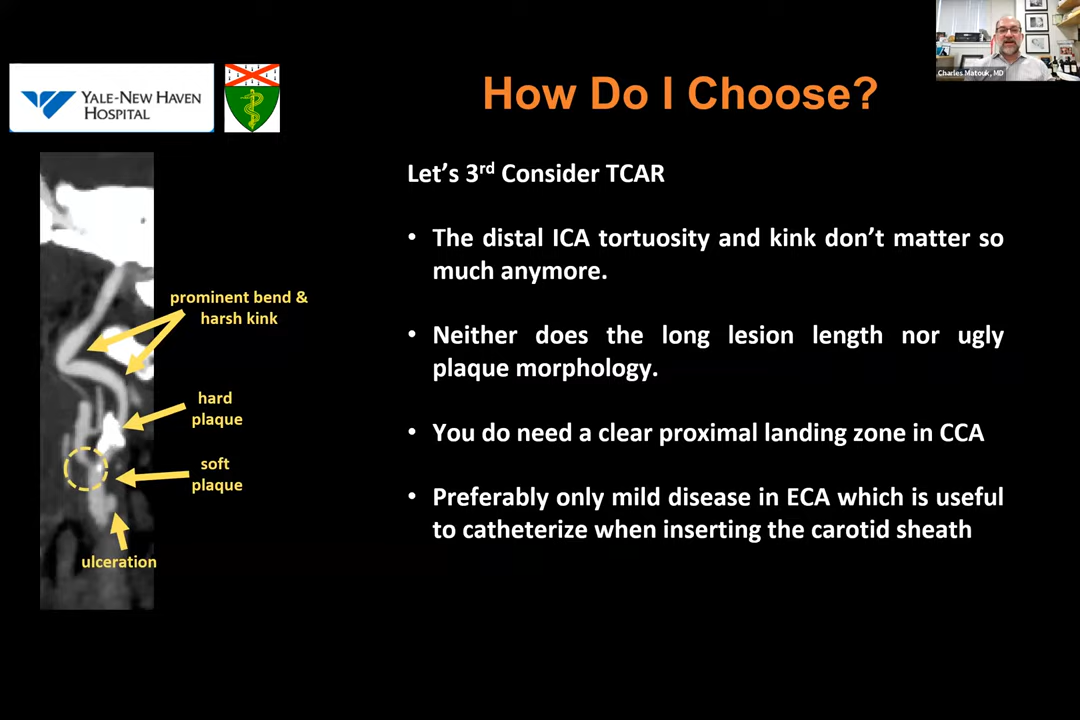 Charles Matouk, MD
YALE-NEW HAVEN
HOSPITAL
How Do I Choose?
Let's 3rd Consider TCAR
• The distal ICA tortuosity and kink don't matter so
much anymore.
• Neither does the long lesion length nor ugly
plaque morphology.
• You do need a clear proximal landing zone in CCA
• Preferably only mild disease in ECA which is useful
to catheterize when inserting the carotid sheath
prominent bend &
harsh kink
hard
plaque
soft
plaque
ulceration